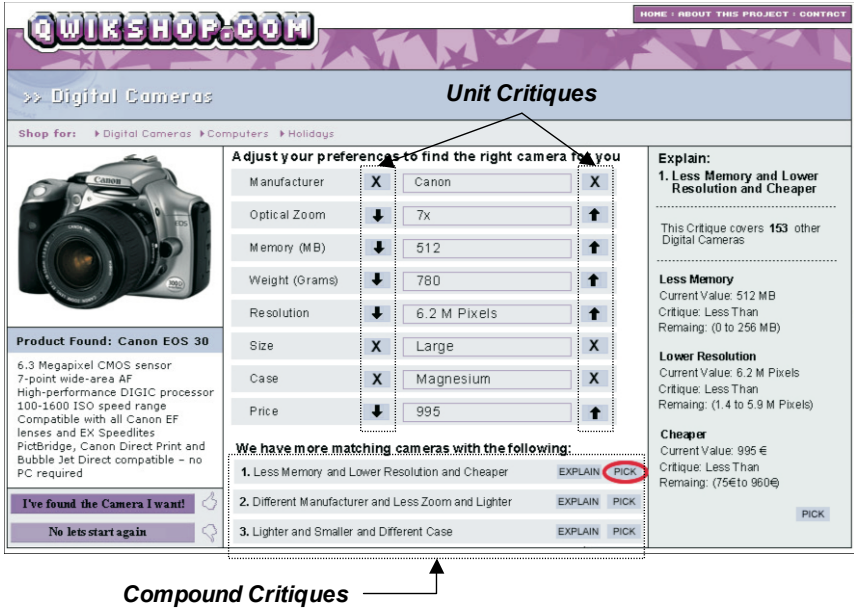 HOME : ABOUT THIS PROJECT : CONTACT
QWIKSHOP.COM
>> Digital Cameras
Unit Critiques
Shop for: Digital Cameras Computers Holidays
Canon
EOS
Adjust your preferences to find the right camera for you
Manufacturer X Canon X
Optical Zoom 7x
Memory (MB) 512
Weight (Grams) 780
Resolution 6.2 M Pixels
Size X Large X
Case X Magnesium X
Price 995
Product Found: Canon EOS 30
6.3 Megapixel CMOS sensor
7-point wide-area AF
High-performance DIGIC processor
100-1600 ISO speed range
Compatible with all Canon EF
lenses and EX Speedlites
PictBridge, Canon Direct Print and
Bubble Jet Direct compatible – no
PC required
I've found the Camera I want!
No lets start again
We have more matching cameras with the following:
1. Less Memory and Lower Resolution and Cheaper EXPLAIN PICK
2. Different Manufacturer and Less Zoom and Lighter EXPLAIN PICK
3. Lighter and Smaller and Different Case EXPLAIN PICK
Explain:
1. Less Memory and Lower
Resolution and Cheaper
This Critique covers 153 other
Digital Cameras
Less Memory
Current Value: 512 MB
Critique: Less Than
Remaing: (0 to 256 MB)
Lower Resolution
Current Value: 6.2 M Pixels
Critique: Less Than
Remaing: (1.4 to 5.9 M Pixels)
Cheaper
Current Value: 995 €
Critique: Less Than
Remaing: (75€to 960€)
PICK
Compound Critiques